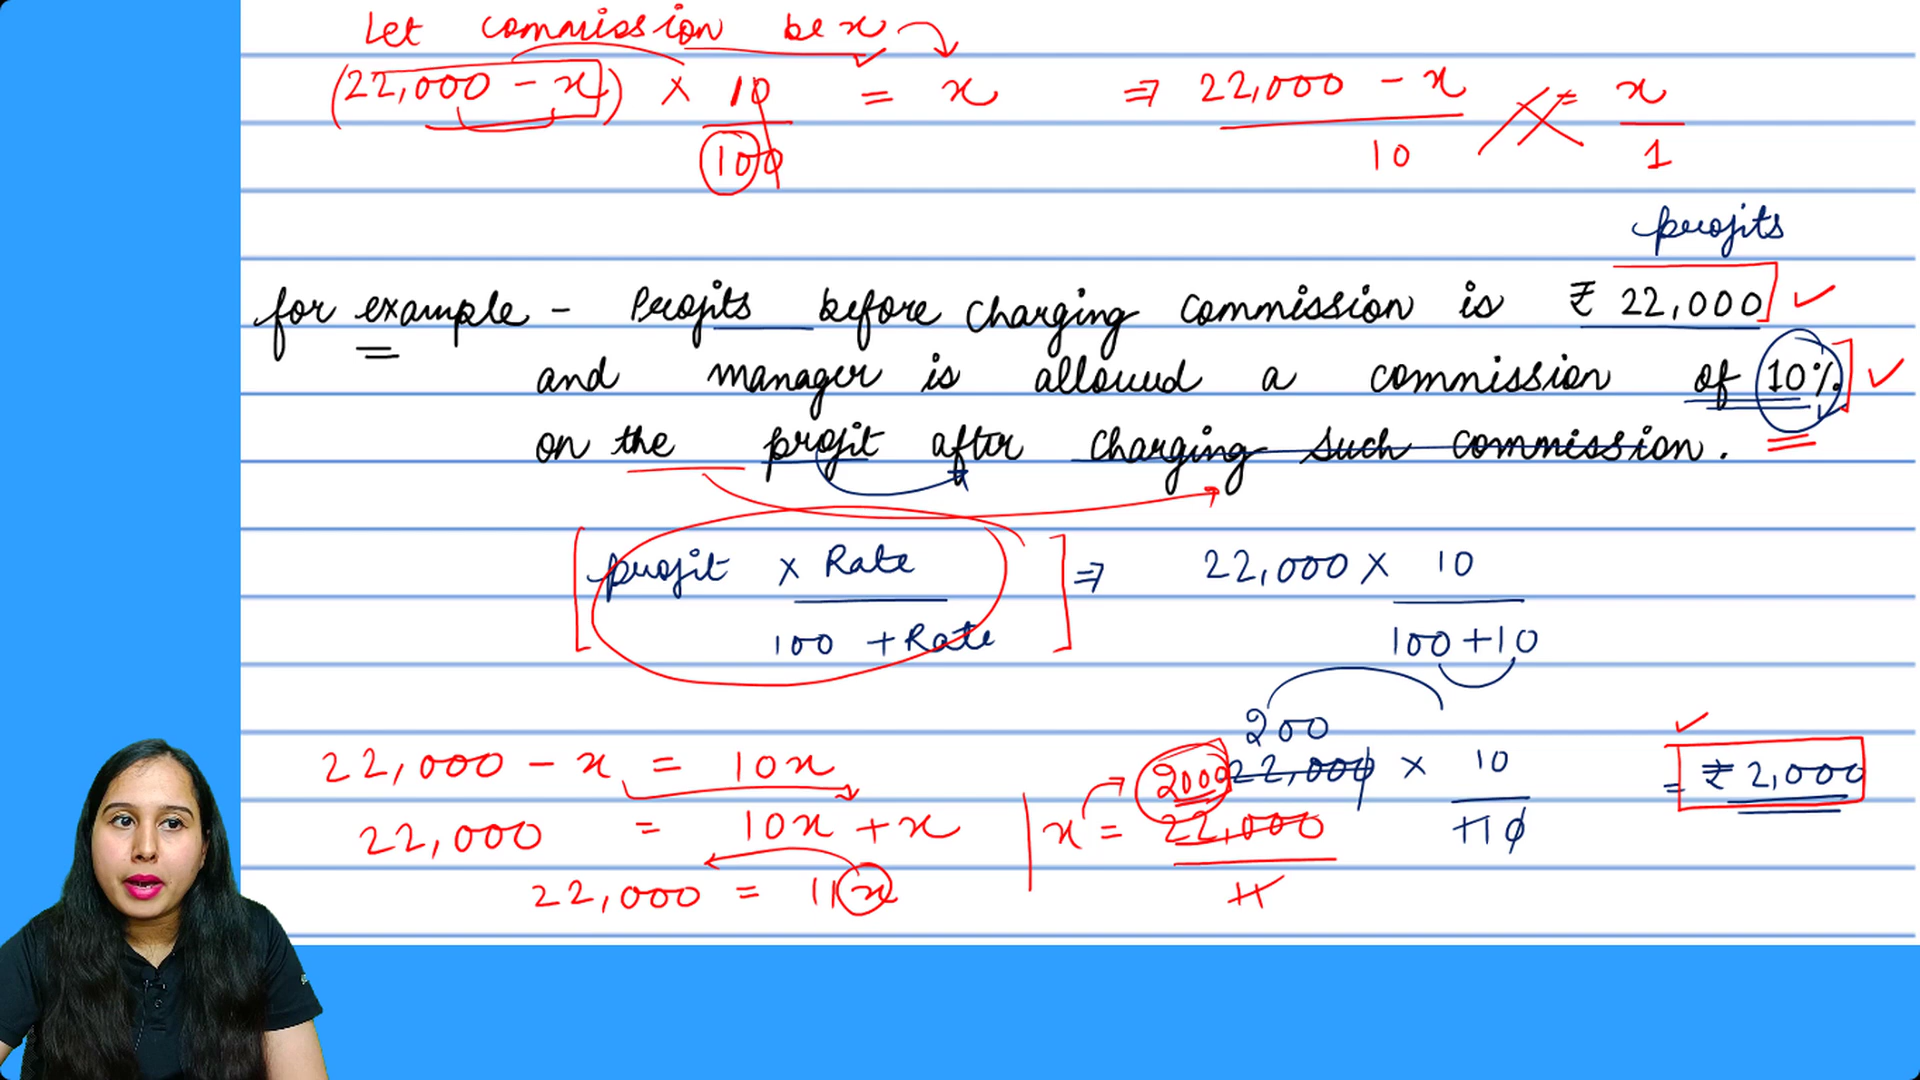 Let commission be x
(22,000 - x) × 10/100 = x ⇒ 22,000 - x/10 = x/1
profits
for example - Profits before charging commission is ₹ 22,000
and manager is allowed a commission of 10%
on the profit after charging such commission.
profit × Rate/100 + Rate ⇒ 22,000 × 10/100 + 10
200
22,000 - x = 10x
2000 22,000 × 10/110 = ₹ 2,000
22,000 = 10x + x
x = 22,000/11
22,000 = 11x